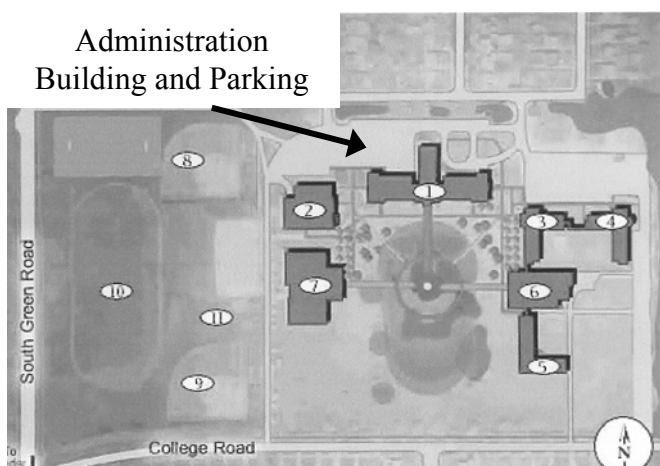 Administration
Building and Parking
8
1
2
3
4
7
6
10
11
5
9
South Green Road
College Road
To
N